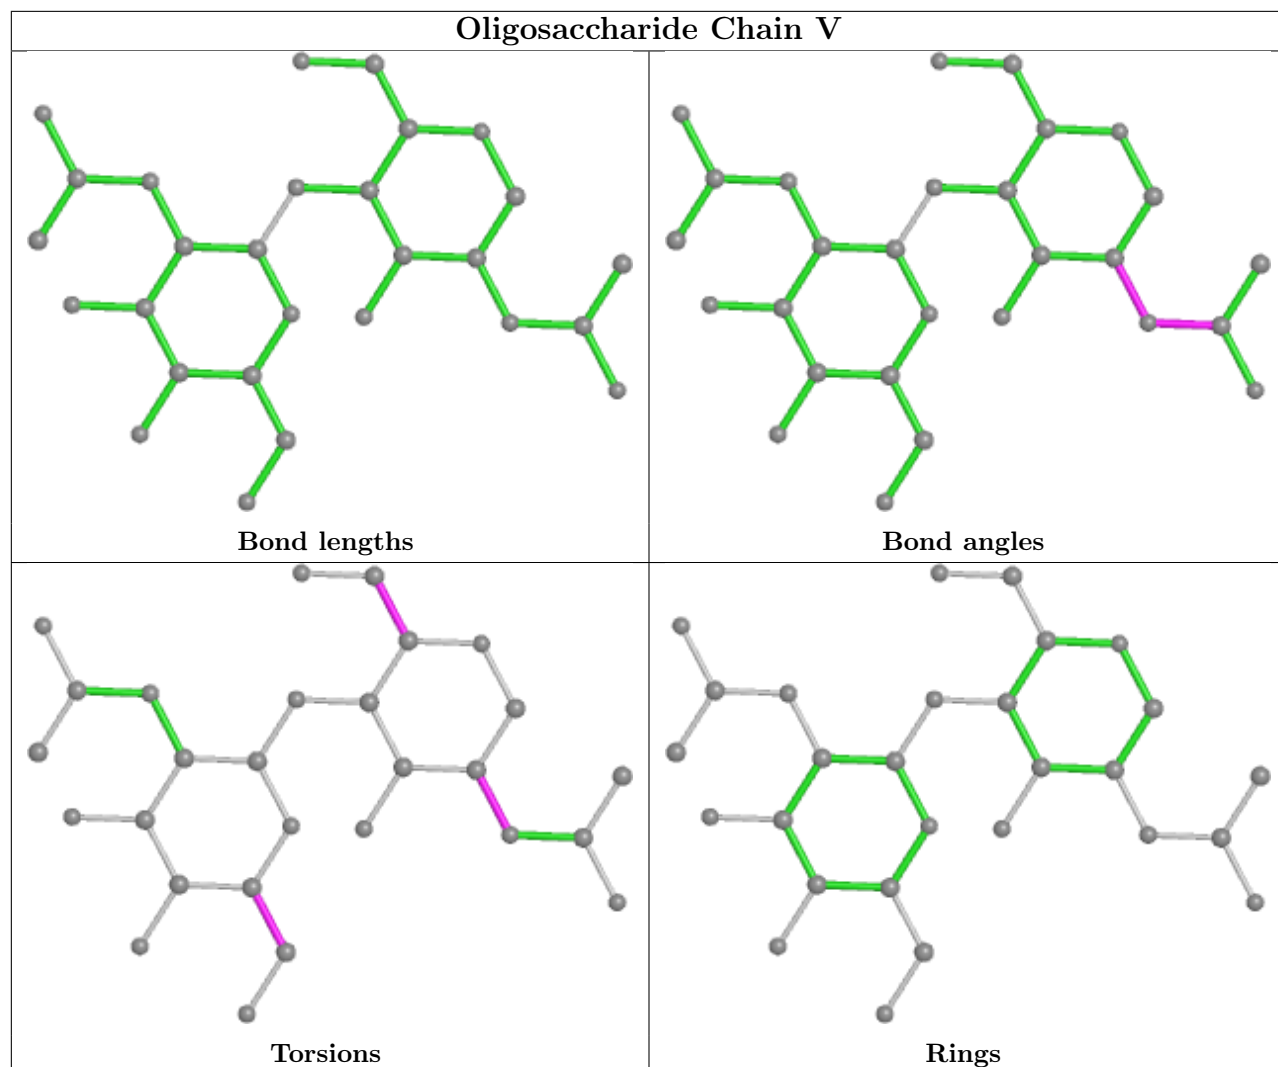 Oligosaccharide Chain V
Bond lengths
Bond angles
Torsions
Rings